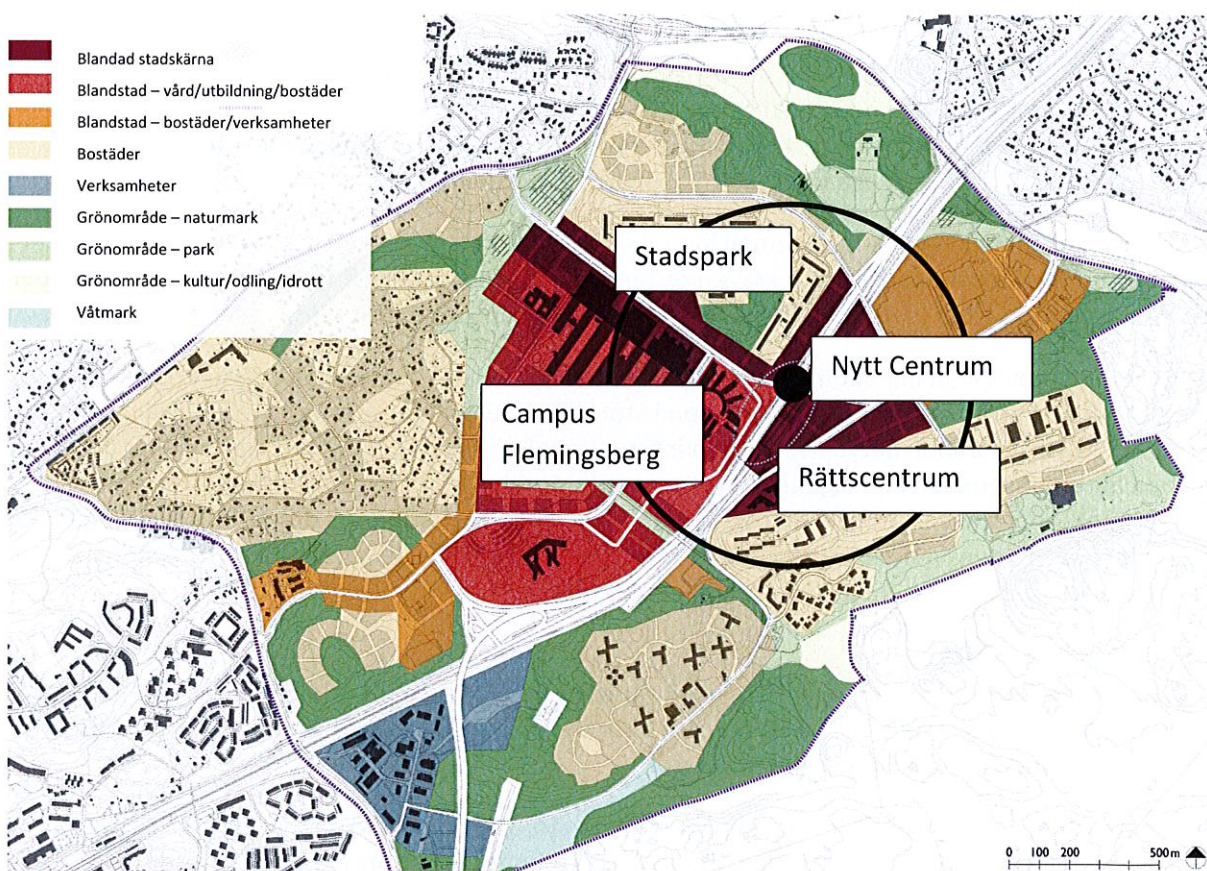 Blandad stadskärna
Blandstad – vård/utbildning/bostäder
Blandstad – bostäder/verksamheter
Bostäder
Verksamheter
Grönområde – naturmark
Grönområde – park
Grönområde – kultur/odling/idrott
Våtmark
Stadspark
Nytt Centrum
Campus
Flemingsberg
Rättscentrum
0 100 200 500 m